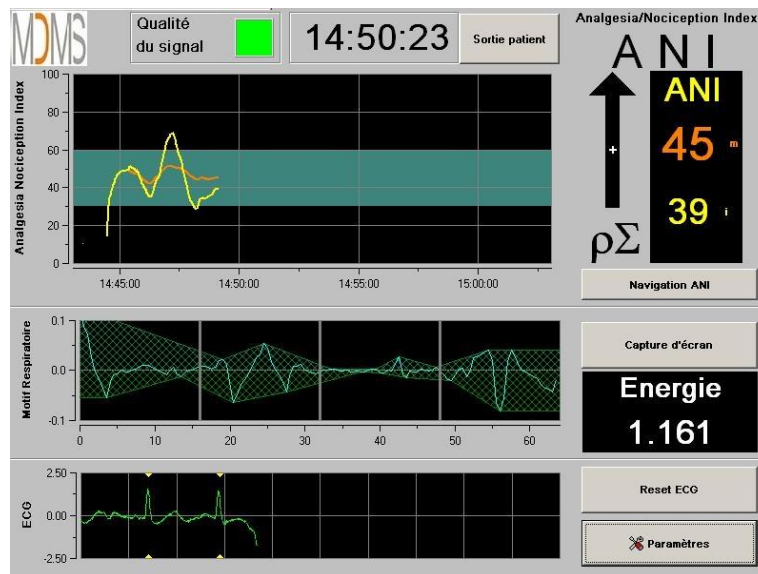 MDMS
Qualité
du signal
14:50:23
Sortie patient
Analgesia/Nociception Index
ANI
ANI
45 m
39 i
ρΣ
+
Navigation ANI
Analgesia Nociception Index
100
80
60
40
20
0
14:45:00 14:50:00 14:55:00 15:00:00
Motif Respiratoire
0.1
0.0
-0.1
0 10 20 30 40 50 60
Capture d'écran
Energie
1.161
ECG
2.50
0.00
-2.50
Reset ECG
Paramètres